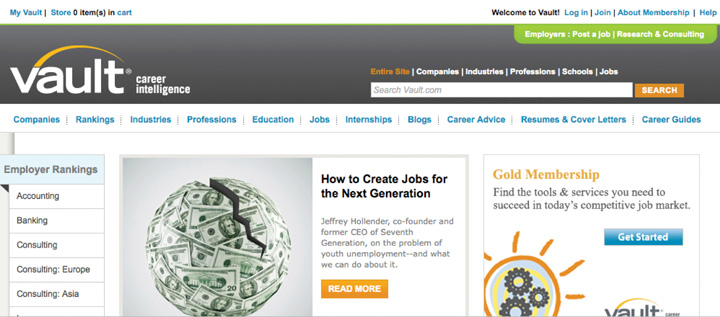 My Vault | Store 0 item(s) in cart
Welcome to Vault! Log in | Join | About Membership | Help
Employers : Post a job | Research & Consulting
vault® career
intelligence
Entire Site | Companies | Industries | Professions | Schools | Jobs
Search Vault.com
SEARCH
Companies Rankings Industries Professions Education Jobs Internships Blogs Career Advice Resumes & Cover Letters Career Guides
Employer Rankings
Accounting
Banking
Consulting
Consulting: Europe
Consulting: Asia
How to Create Jobs for
the Next Generation
Jeffrey Hollender, co-founder and
former CEO of Seventh
Generation, on the problem of
youth unemployment--and what
we can do about it.
READ MORE
Gold Membership
Find the tools & services you need to
succeed in today's competitive job market.
Get Started
vault career